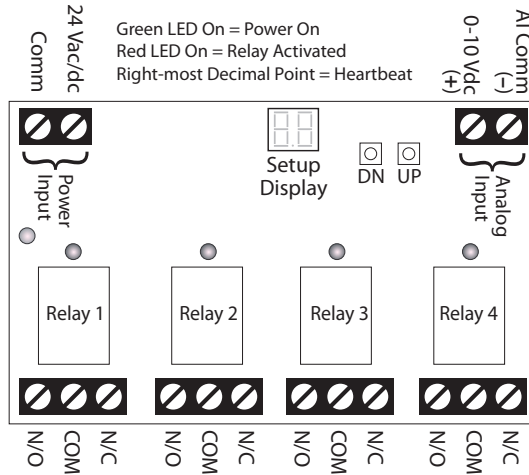 Green LED On = Power On
Red LED On = Relay Activated
Right-most Decimal Point = Heartbeat
Comm
24 Vac/dc
0-10 Vdc
(+)
AI Comm
(−)
Power
Input
Setup
Display
DN UP
Analog
Input
Relay 1
Relay 2
Relay 3
Relay 4
N/O COM N/C N/O COM N/C N/O COM N/C N/O COM N/C